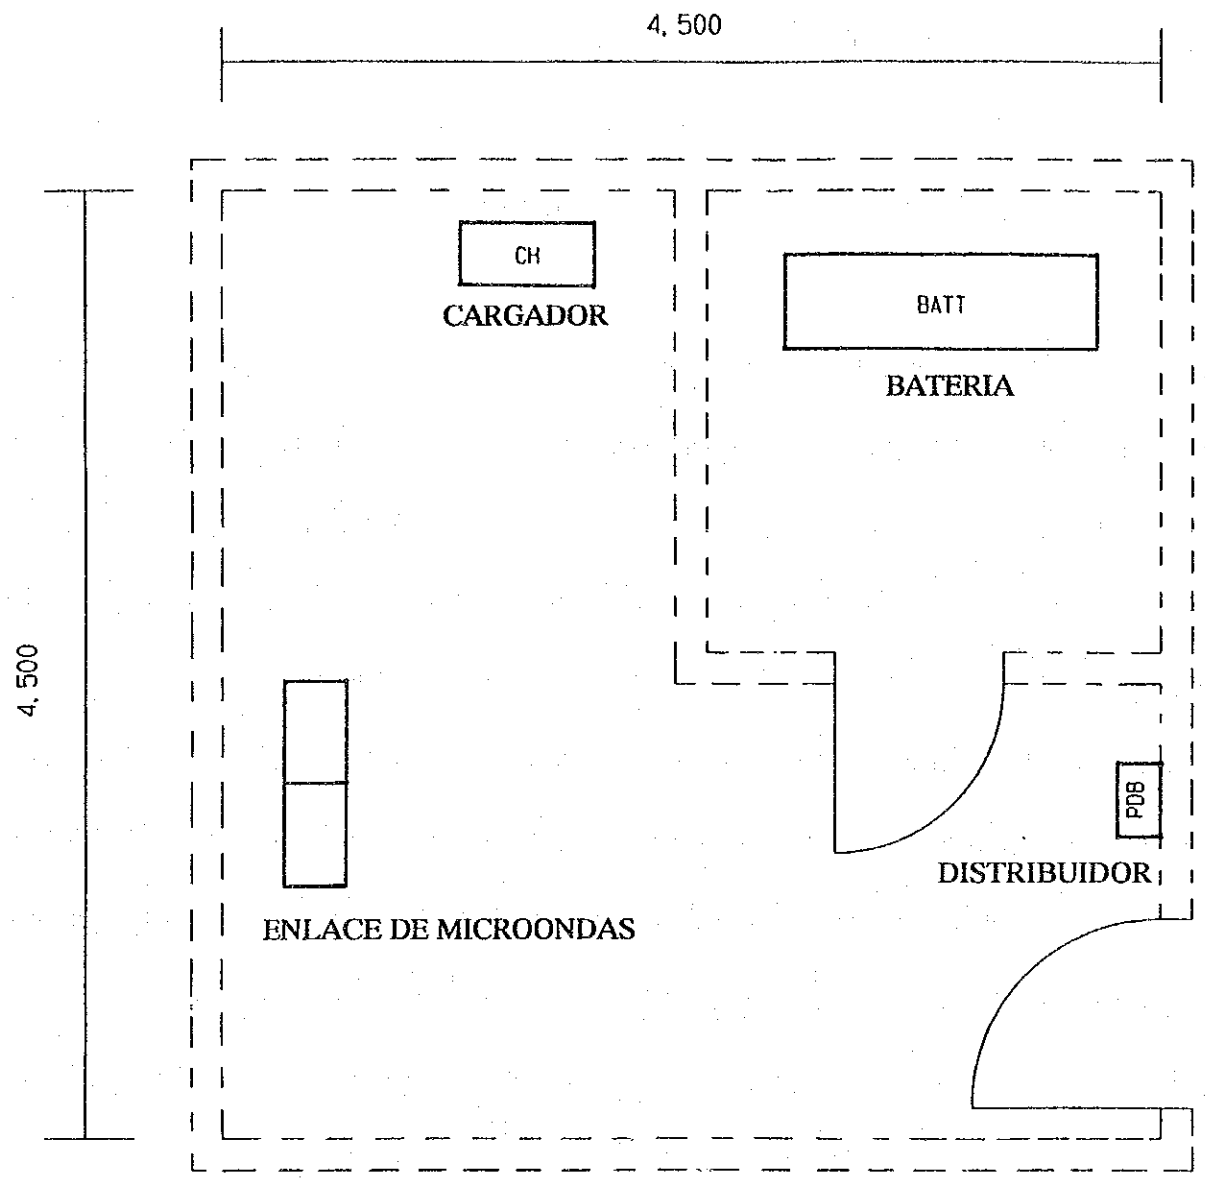 4, 500
CH
CARGADOR
BATT
BATERIA
4, 500
PDB
DISTRIBUIDOR
ENLACE DE MICROONDAS